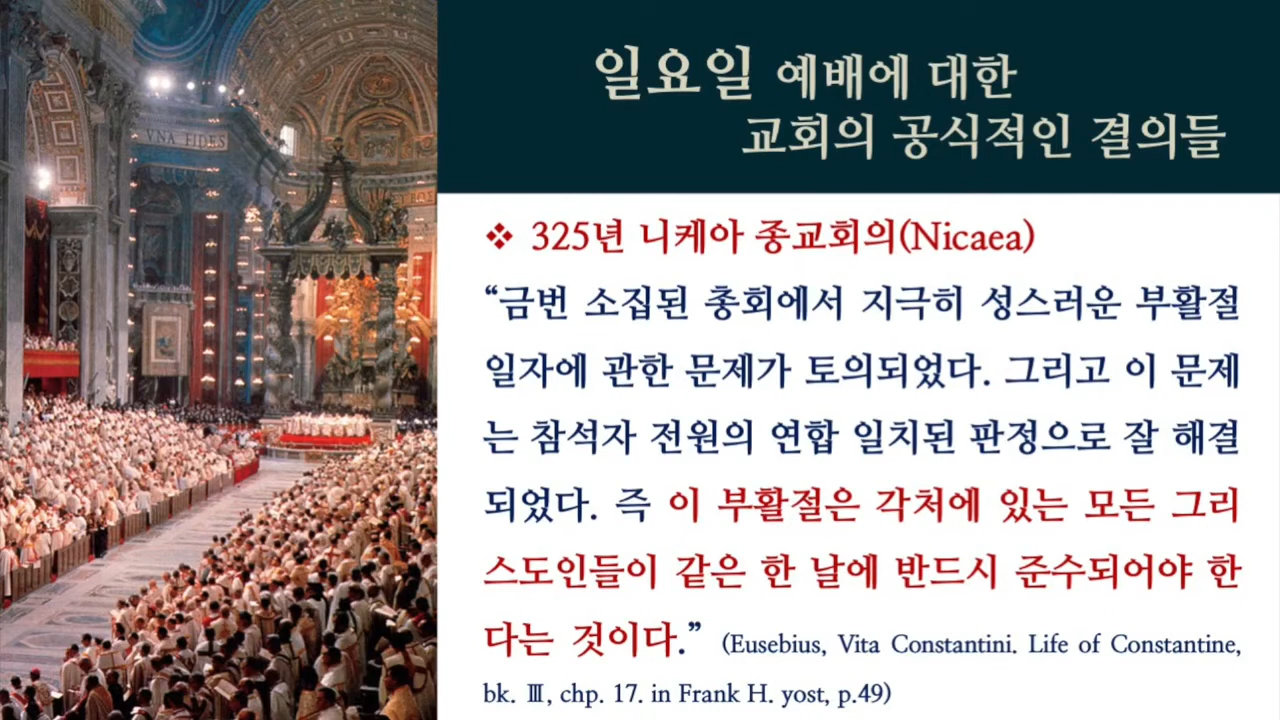 VNA FIDES
일요일 예배에 대한
교회의 공식적인 결의들
❖ 325년 니케아 종교회의(Nicaea)
“금번 소집된 총회에서 지극히 성스러운 부활절
일자에 관한 문제가 토의되었다. 그리고 이 문제
는 참석자 전원의 연합 일치된 판정으로 잘 해결
되었다. 즉 이 부활절은 각처에 있는 모든 그리
스도인들이 같은 한 날에 반드시 준수되어야 한
다는 것이다.” (Eusebius, Vita Constantini. Life of Constantine,
bk. Ⅲ, chp. 17. in Frank H. yost, p.49)